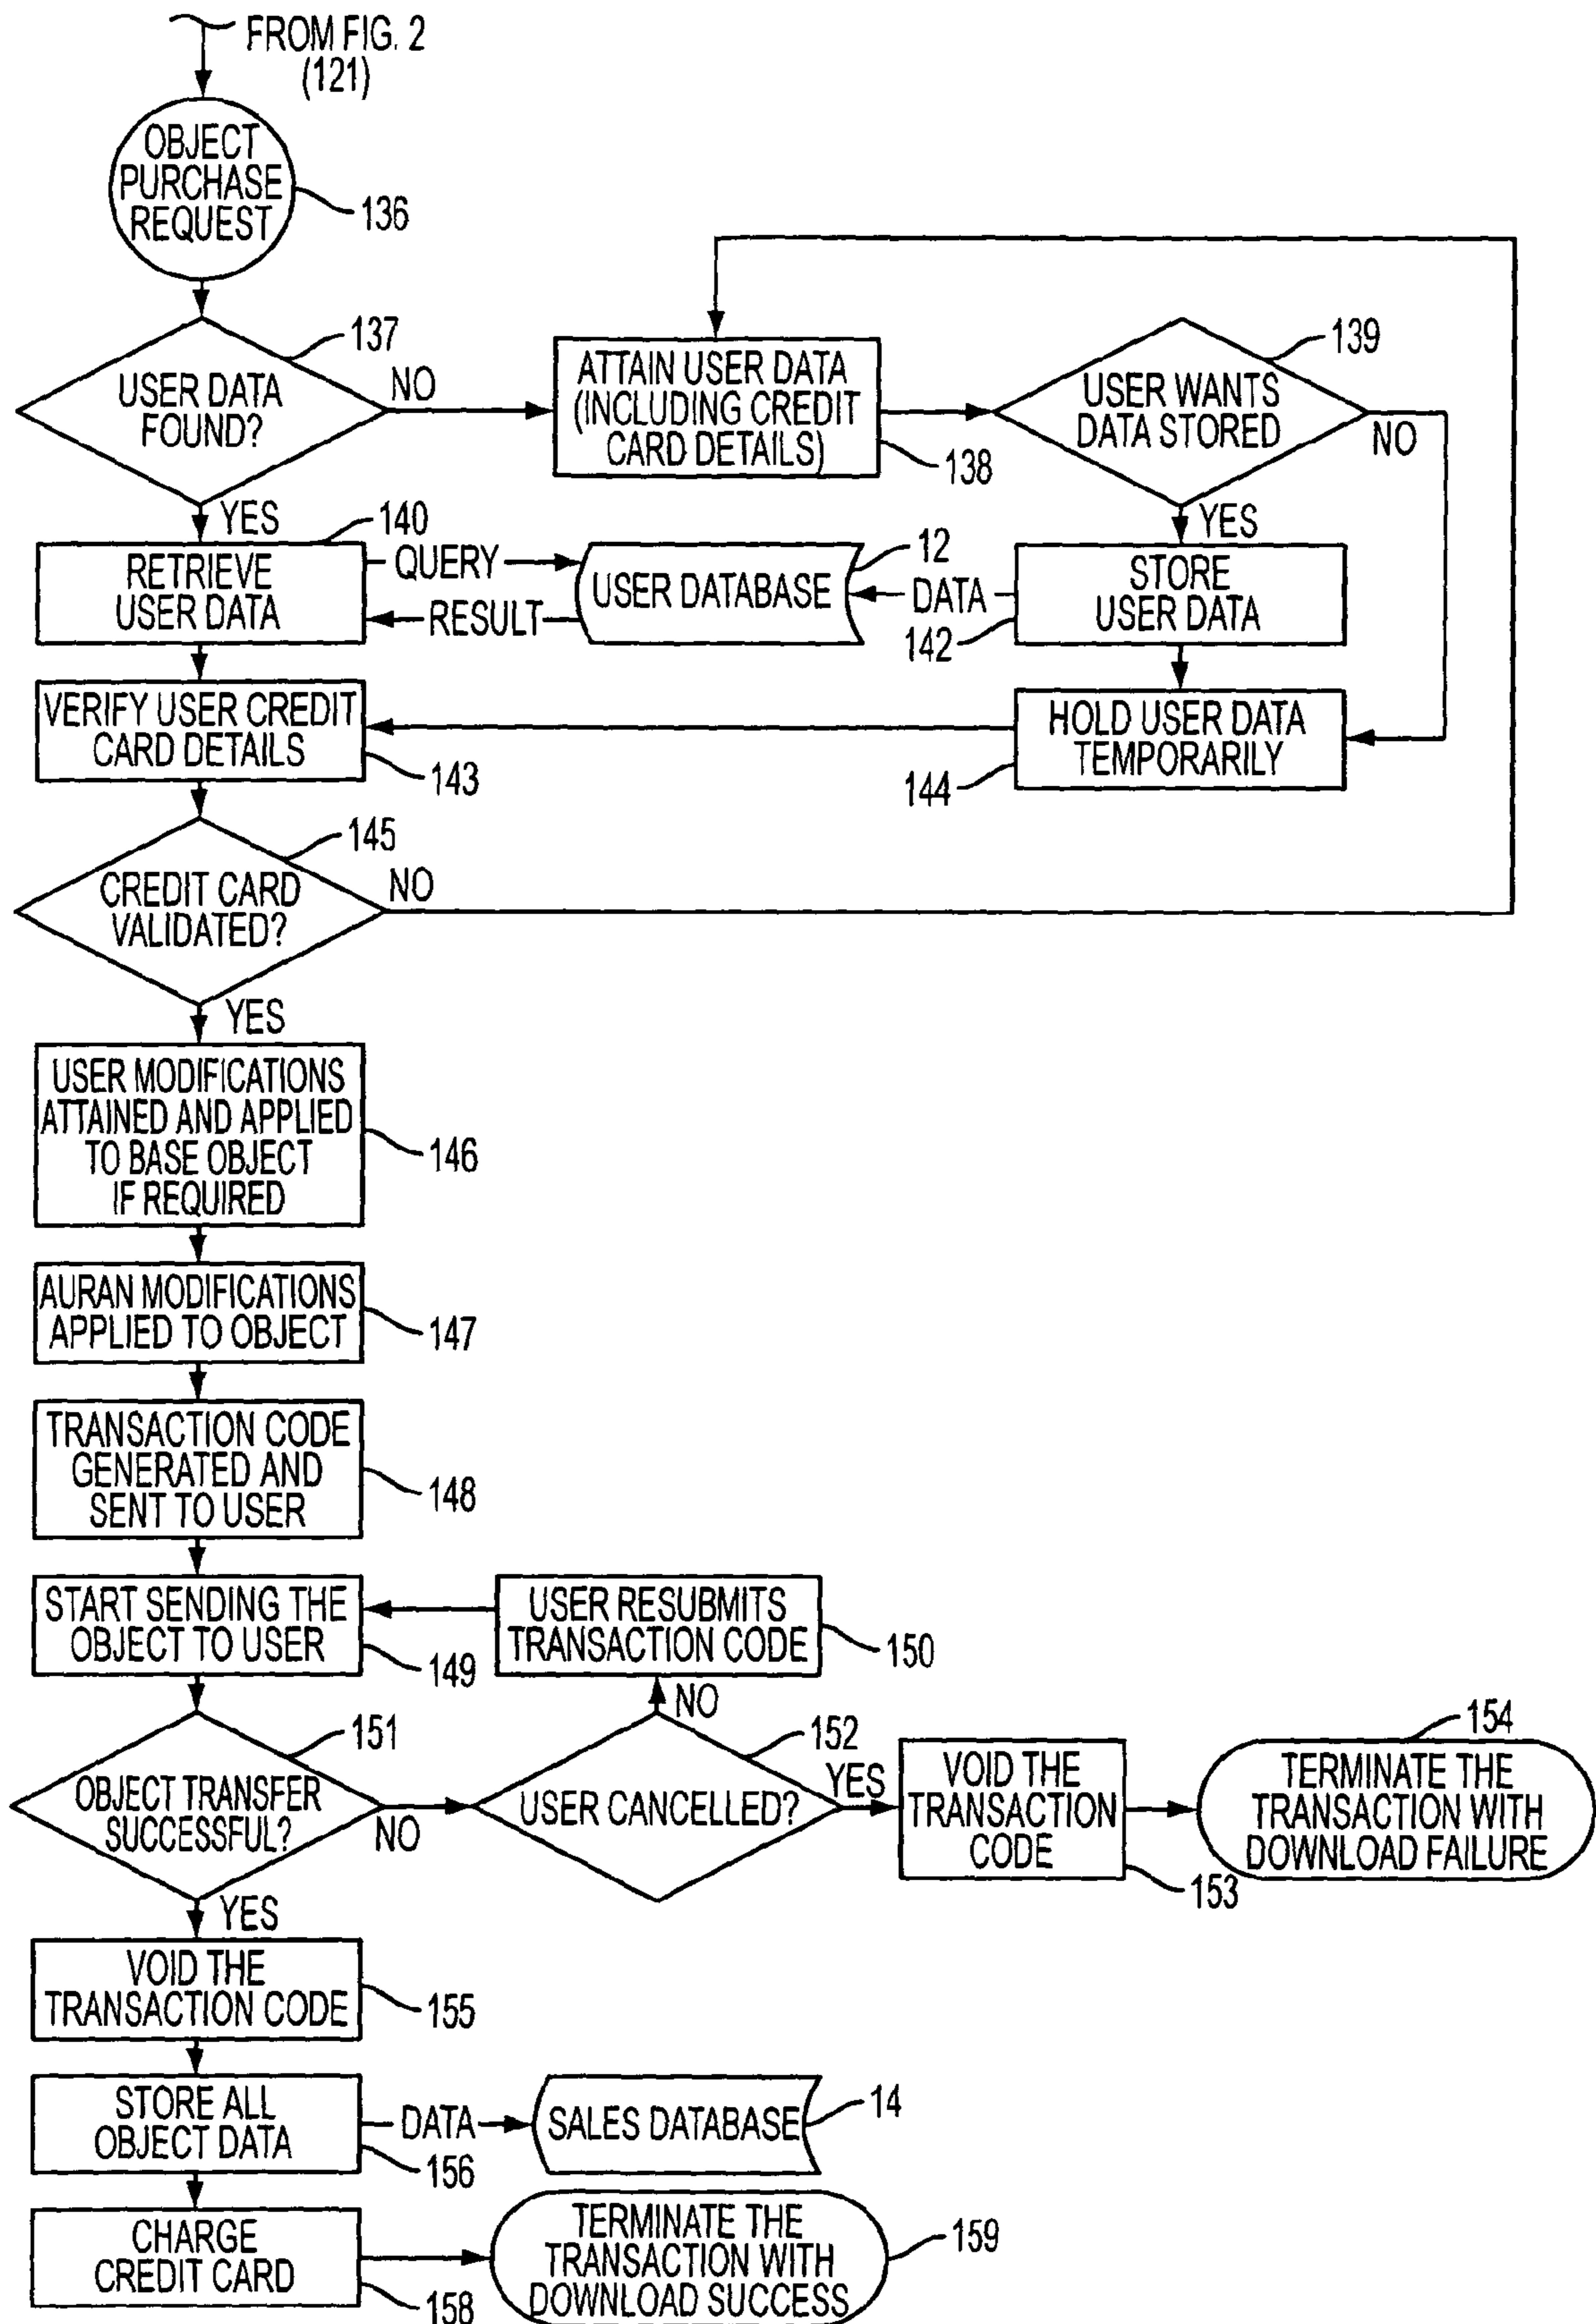 FROM FIG. 2
(121)
OBJECT
PURCHASE
REQUEST
136
137
USER DATA
FOUND?
NO
ATTAIN USER DATA
(INCLUDING CREDIT
CARD DETAILS)
138
139
USER WANTS
DATA STORED
NO
YES
140
RETRIEVE
USER DATA
QUERY
RESULT
12
USER DATABASE
DATA
YES
STORE
USER DATA
142
VERIFY USER CREDIT
CARD DETAILS
143
HOLD USER DATA
TEMPORARILY
144
145
CREDIT CARD
VALIDATED?
NO
YES
USER MODIFICATIONS
ATTAINED AND APPLIED
TO BASE OBJECT
IF REQUIRED
146
AURAN MODIFICATIONS
APPLIED TO OBJECT
147
TRANSACTION CODE
GENERATED AND
SENT TO USER
148
START SENDING THE
OBJECT TO USER
149
USER RESUBMITS
TRANSACTION CODE
150
NO
151
OBJECT TRANSFER
SUCCESSFUL?
NO
152
USER CANCELLED?
YES
VOID THE
TRANSACTION
CODE
153
154
TERMINATE THE
TRANSACTION WITH
DOWNLOAD FAILURE
YES
VOID THE
TRANSACTION CODE
155
STORE ALL
OBJECT DATA
156
DATA
SALES DATABASE
14
CHARGE
CREDIT CARD
158
TERMINATE THE
TRANSACTION WITH
DOWNLOAD SUCCESS
159